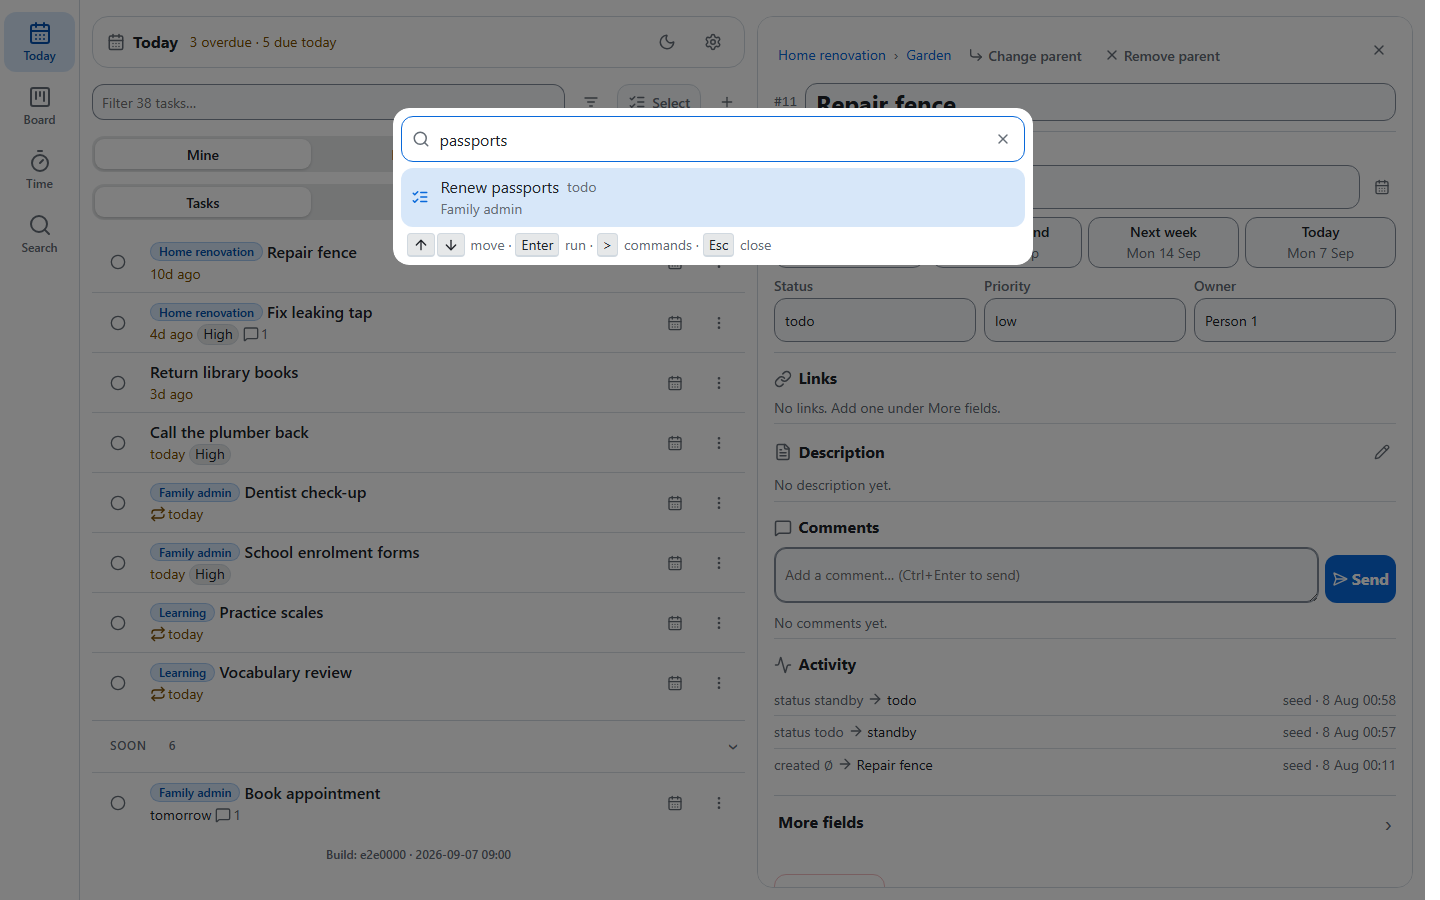 Today
Board
Time
Search
Today 3 overdue · 5 due today
Filter 38 tasks...
Select
Mine
Tasks
Home renovation Repair fence
10d ago
Home renovation Fix leaking tap
4d ago High 1
Return library books
3d ago
Call the plumber back
today High
Family admin Dentist check-up
today
Family admin School enrolment forms
today High
Learning Practice scales
today
Learning Vocabulary review
today
SOON 6
Family admin Book appointment
tomorrow 1
Build: e2e0000 · 2026-09-07 09:00
passports
Renew passports todo
Family admin
↑ ↓ move · Enter run · > commands · Esc close
Home renovation › Garden Change parent Remove parent
#11 Repair fence
Next week
Mon 14 Sep
Today
Mon 7 Sep
Status Priority Owner
todo low Person 1
Links
No links. Add one under More fields.
Description
No description yet.
Comments
Add a comment... (Ctrl+Enter to send)
Send
No comments yet.
Activity
status standby → todo seed · 8 Aug 00:58
status todo → standby seed · 8 Aug 00:57
created Ø → Repair fence seed · 8 Aug 00:11
More fields